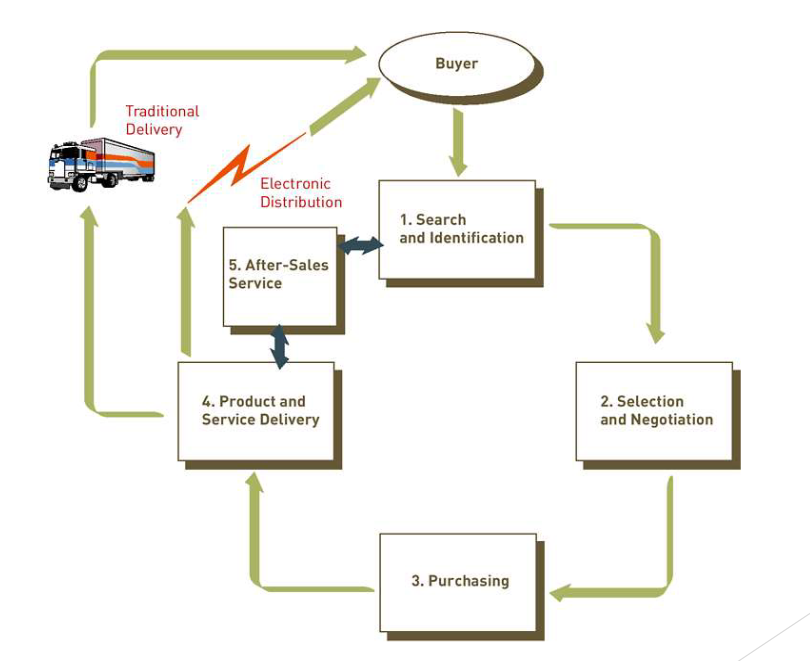 Buyer
Traditional
Delivery
Electronic
Distribution
1. Search
and Identification
5. After-Sales
Service
4. Product and
Service Delivery
2. Selection
and Negotiation
3. Purchasing